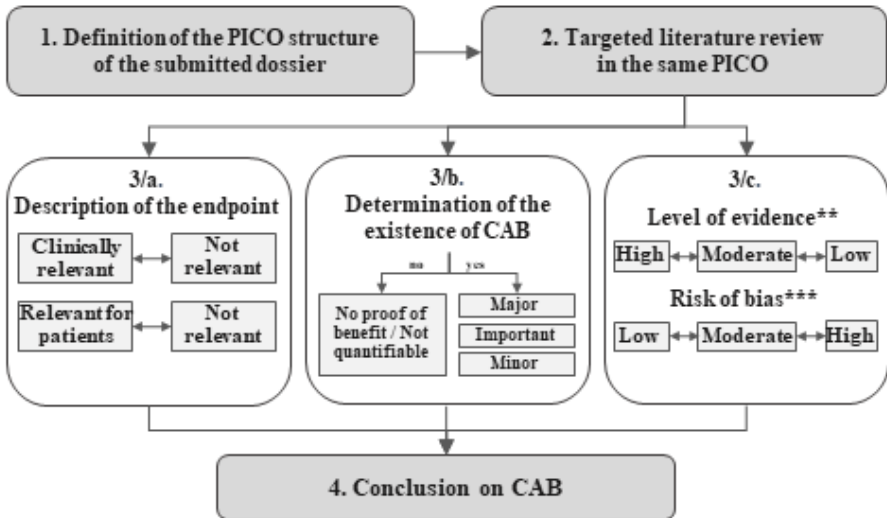 1. Definition of the PICO structure
of the submitted dossier
2. Targeted literature review
in the same PICO
3/a.
Description of the endpoint
Clinically
relevant
Not
relevant
Relevant for
patients
Not
relevant
3/b.
Determination of the
existence of CAB
no
yes
No proof of
benefit / Not
quantifiable
Major
Important
Minor
3/c.
Level of evidence**
High
Moderate
Low
Risk of bias***
Low
Moderate
High
4. Conclusion on CAB